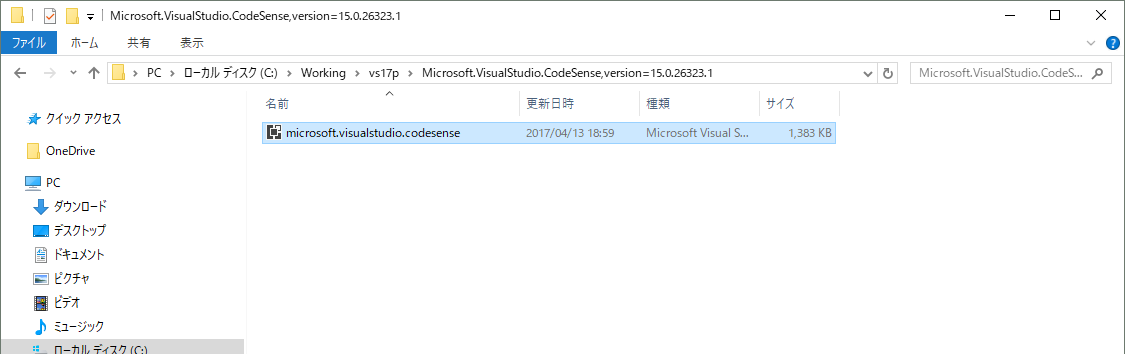 Microsoft.VisualStudio.CodeSense,version=15.0.26323.1
ファイル ホーム 共有 表示
PC ローカル ディスク (C:) Working vs17p Microsoft.VisualStudio.CodeSense,version=15.0.26323.1 Microsoft.VisualStudio.CodeS...
名前 更新日時 種類 サイズ
microsoft.visualstudio.codesense 2017/04/13 18:59 Microsoft Visual S... 1,383 KB
クイック アクセス
OneDrive
PC
ダウンロード
デスクトップ
ドキュメント
ピクチャ
ビデオ
ミュージック
ローカル ディスク (C:)